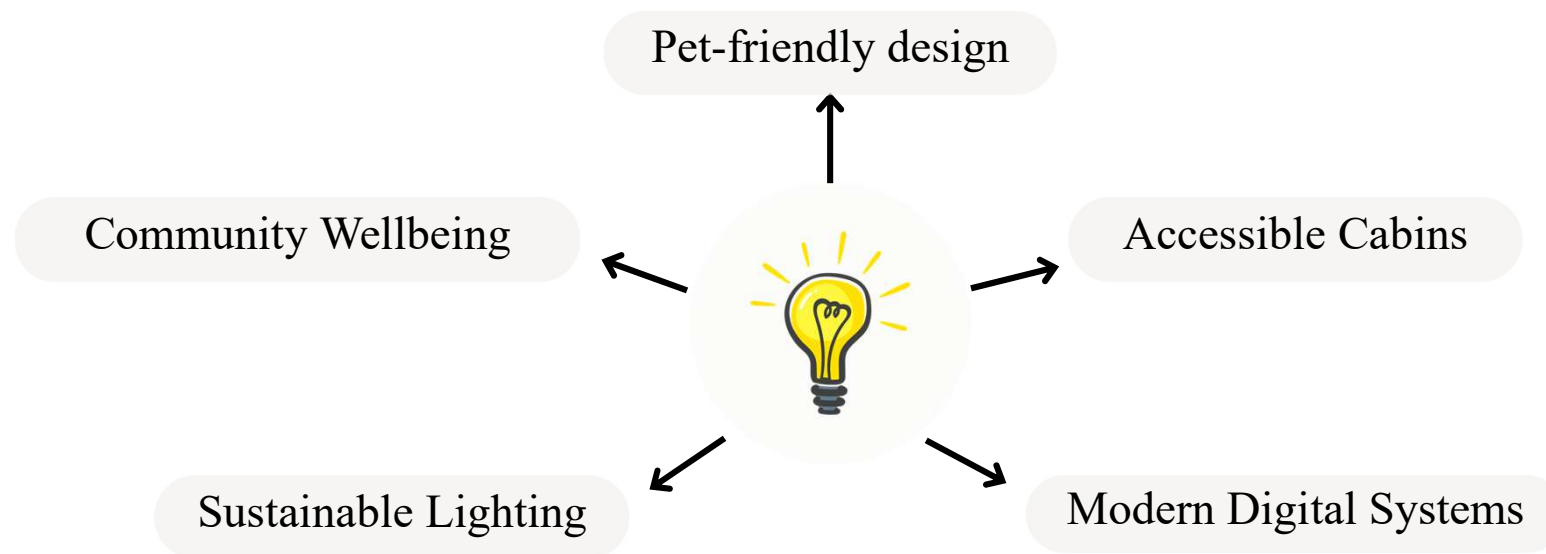 Pet-friendly design
Community Wellbeing
Accessible Cabins
Sustainable Lighting
Modern Digital Systems